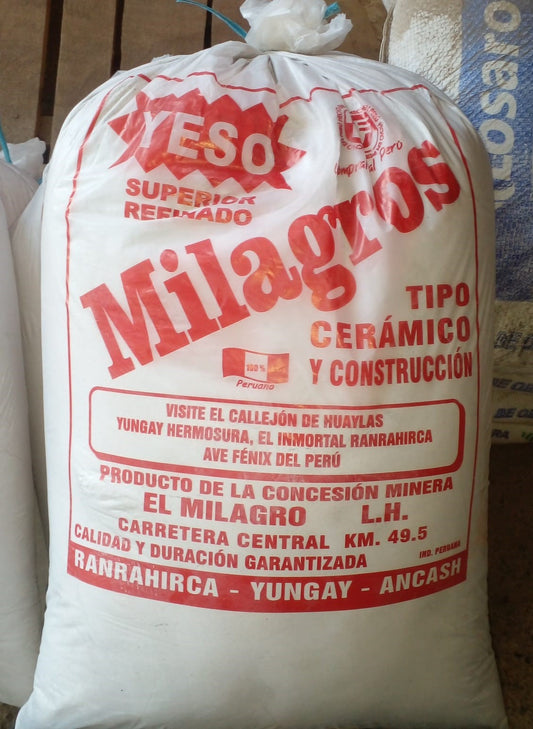 YESO
SUPERIOR
REFINADO
Milagros
TIPO
CERÁMICO
Y CONSTRUCCIÓN
100 %
Peruano
VISITE EL CALLEJÓN DE HUAYLAS
YUNGAY HERMOSURA, EL INMORTAL RANRAHIRCA
AVE FÉNIX DEL PERÚ
PRODUCTO DE LA CONCESIÓN MINERA
EL MILAGRO L.H.
CARRETERA CENTRAL KM. 49.5
CALIDAD Y DURACIÓN GARANTIZADA
IND. PERUANA
RANRAHIRCA - YUNGAY - ANCASH